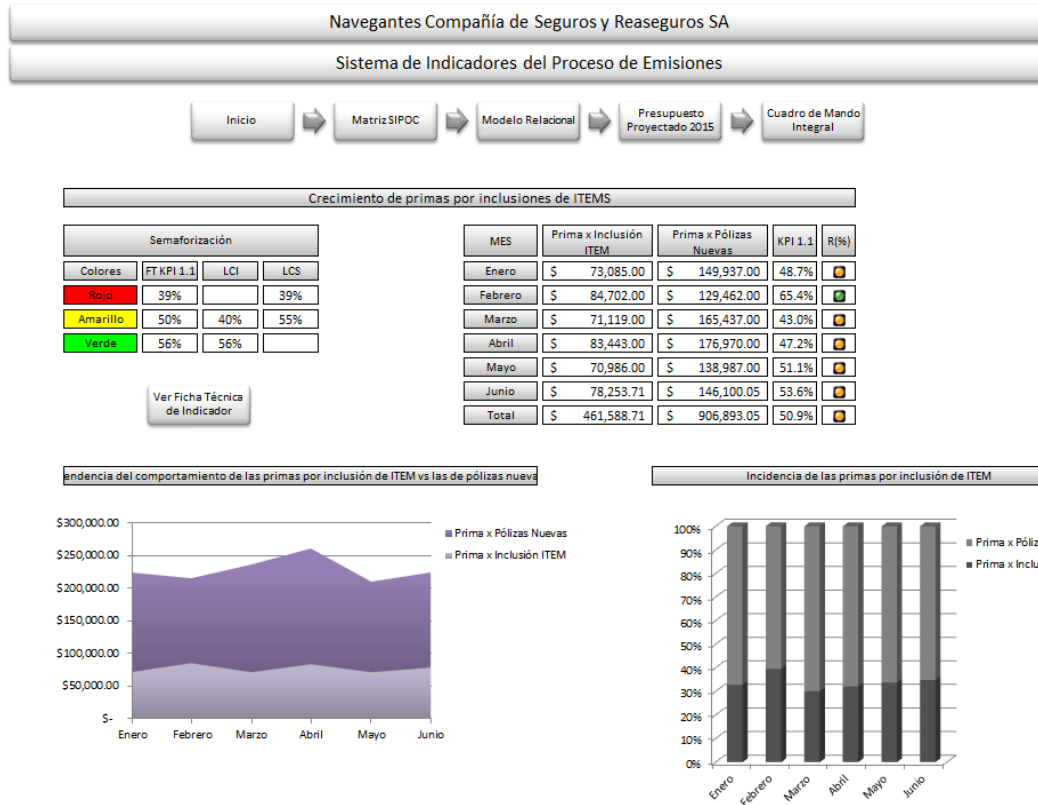 Navegantes Compañía de Seguros y Reaseguros SA
Sistema de Indicadores del Proceso de Emisiones
Inicio
Matriz SIPOC
Modelo Relacional
Presupuesto
Proyectado 2015
Cuadro de Mando
Integral
Crecimiento de primas por inclusiones de ITEMS
Semaforización
Colores FT KPI 1.1 LCI LCS
Rojo 39% 39%
Amarillo 50% 40% 55%
Verde 56% 56%
Ver Ficha Técnica
de Indicador
MES Prima x Inclusión ITEM Prima x Pólizas Nuevas KPI 1.1 R(%)
Enero $ 73,085.00 $ 149,937.00 48.7%
Febrero $ 84,702.00 $ 129,462.00 65.4%
Marzo $ 71,119.00 $ 165,437.00 43.0%
Abril $ 83,443.00 $ 176,970.00 47.2%
Mayo $ 70,986.00 $ 138,987.00 51.1%
Junio $ 78,253.71 $ 146,100.05 53.6%
Total $ 461,588.71 $ 906,893.05 50.9%
endencia del comportamiento de las primas por inclusión de ITEM vs las de pólizas nueva
$300,000.00
$250,000.00
$200,000.00
$150,000.00
$100,000.00
$50,000.00
$-
Enero Febrero Marzo Abril Mayo Junio
Prima x Pólizas Nuevas
Prima x Inclusión ITEM
Incidencia de las primas por inclusión de ITEM
100%
90%
80%
70%
60%
50%
40%
30%
20%
10%
0%
Enero Febrero Marzo Abril Mayo Junio
Prima x Póliz
Prima x Inclu